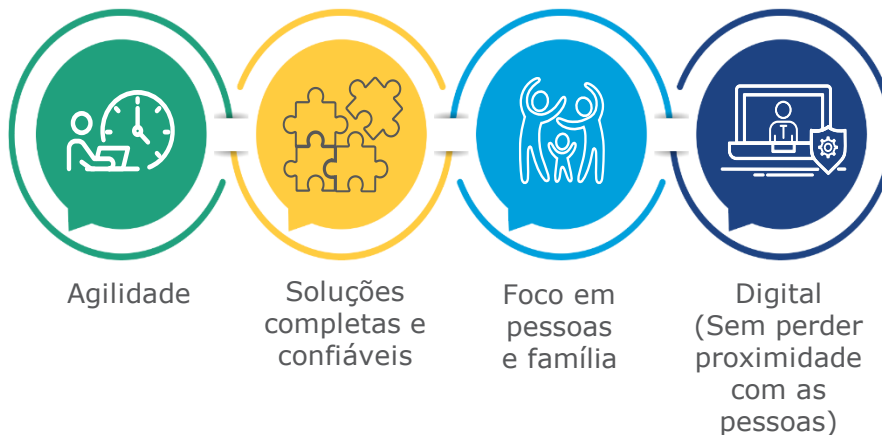 Agilidade
Soluções
completas e
confiáveis
Foco em
pessoas
e família
Digital
(Sem perder
proximidade
com as
pessoas)
T